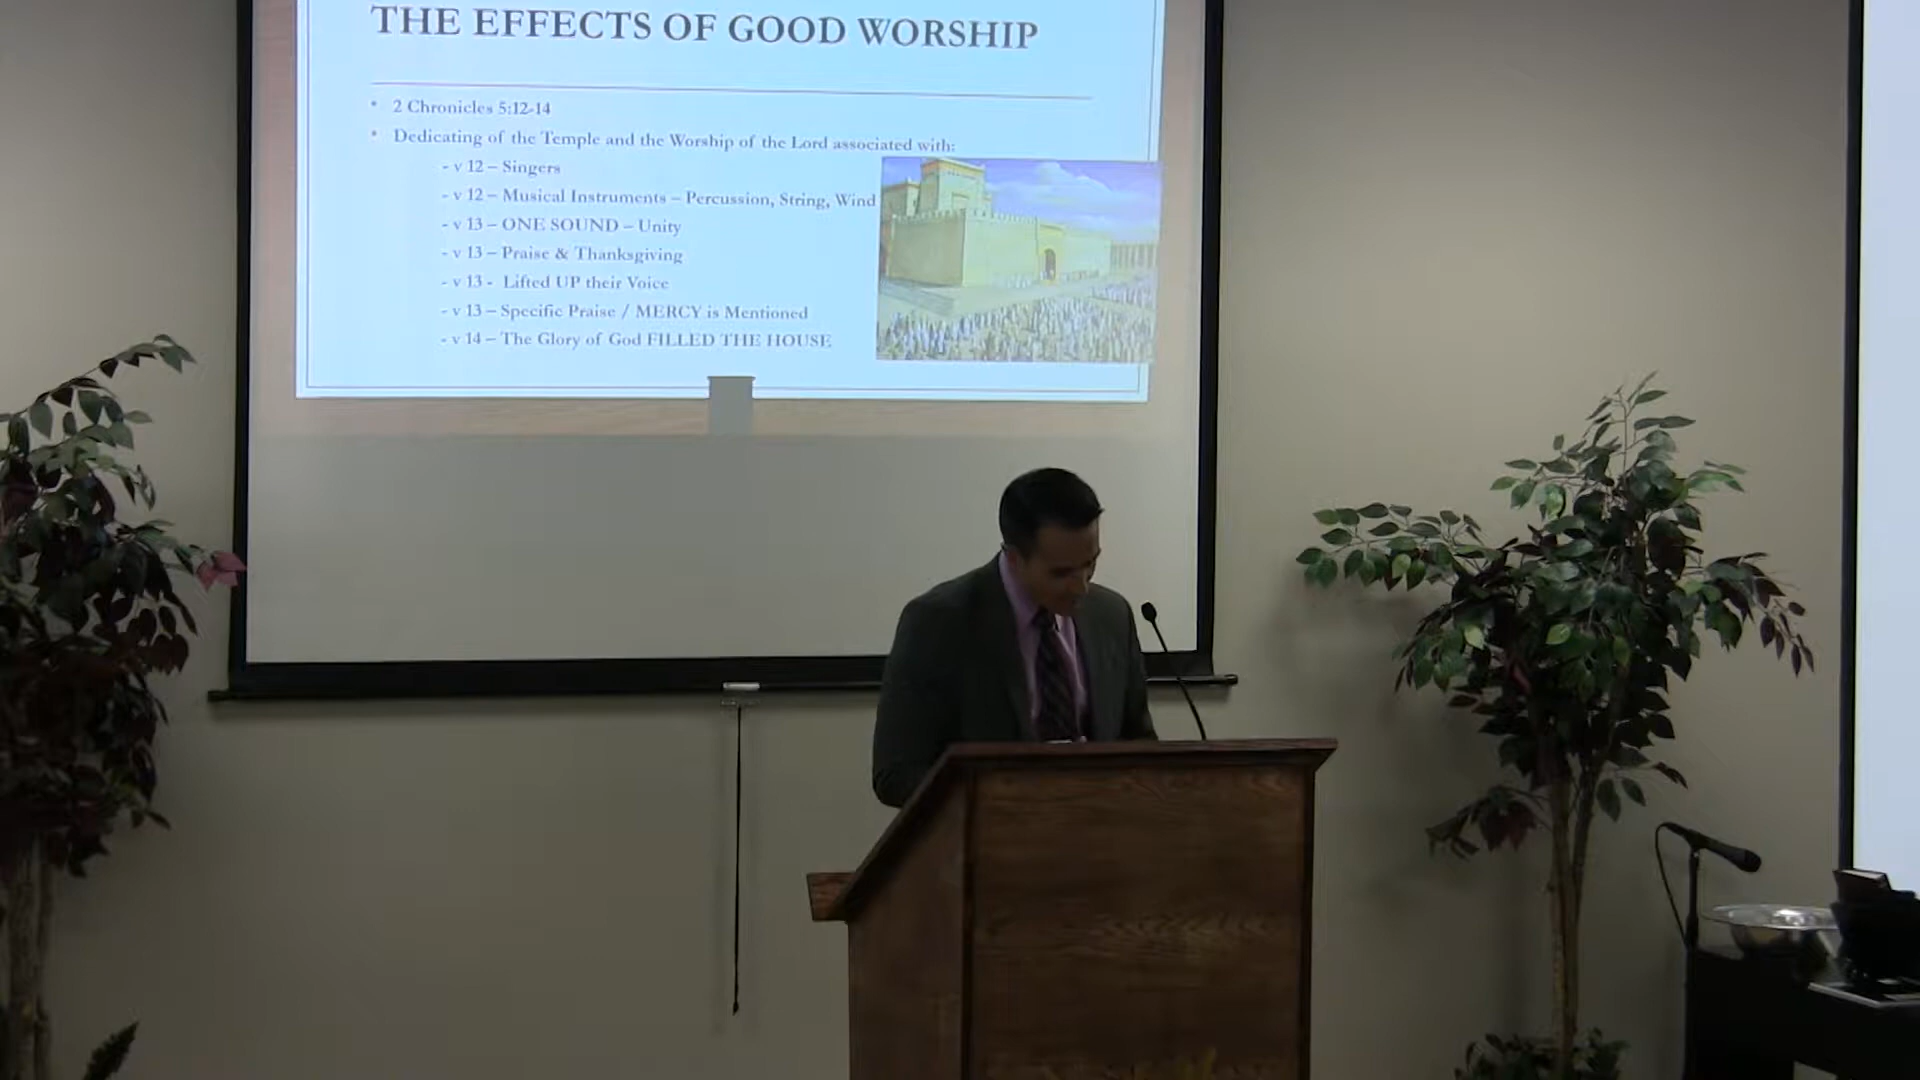 THE EFFECTS OF GOOD WORSHIP
• 2 Chronicles 5:12-14
• Dedicating of the Temple and the Worship of the Lord associated with:
- v 12 – Singers
- v 12 – Musical Instruments – Percussion, String, Wind
- v 13 – ONE SOUND – Unity
- v 13 – Praise & Thanksgiving
- v 13 - Lifted UP their Voice
- v 13 – Specific Praise / MERCY is Mentioned
- v 14 – The Glory of God FILLED THE HOUSE